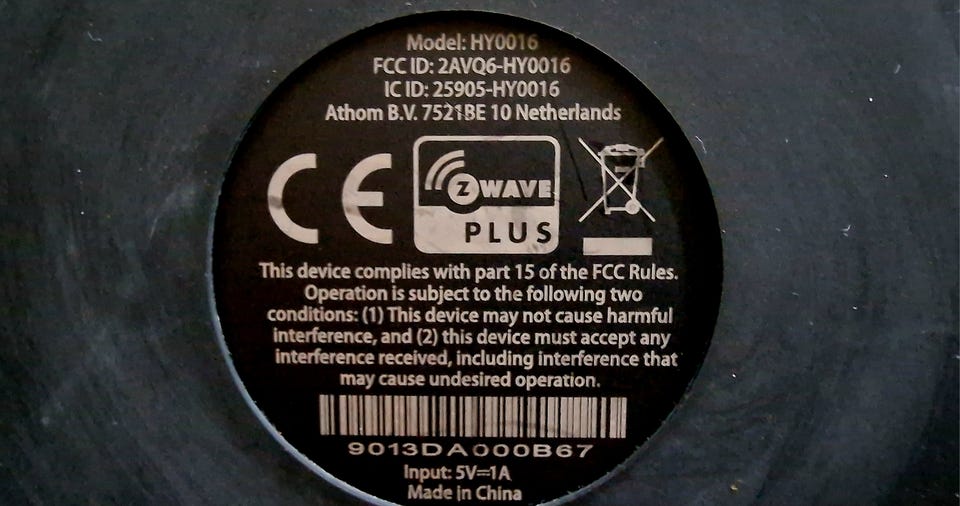 Model: HY0016
FCC ID: 2AVQ6-HY0016
IC ID: 25905-HY0016
Athom B.V. 7521BE 10 Netherlands
CE
Z WAVE
PLUS
This device complies with part 15 of the FCC Rules.
Operation is subject to the following two
conditions: (1) This device may not cause harmful
interference, and (2) this device must accept any
interference received, including interference that
may cause undesired operation.
9013DA000B67
Input: 5V⎓1A
Made in China